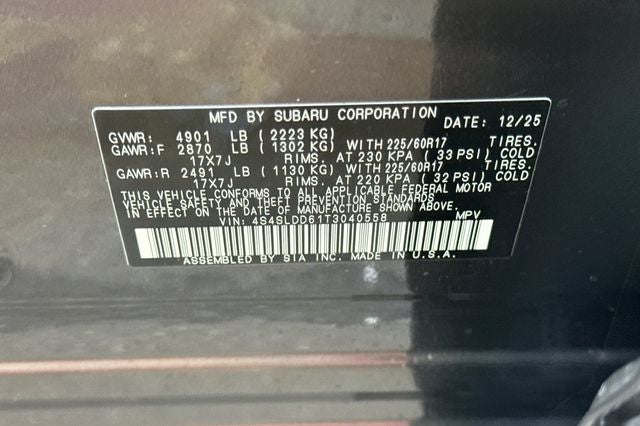 MFD BY SUBARU CORPORATION DATE: 12/25
GVWR: 4901 LB (2223 KG)
GAWR:F 2870 LB (1302 KG) WITH 225/60R17 TIRES.
17X7J RIMS. AT 230 KPA (33 PSI) COLD
GAWR:R 2491 LB (1130 KG) WITH 225/60R17 TIRES.
17X7J RIMS. AT 220 KPA (32 PSI) COLD
THIS VEHICLE CONFORMS TO ALL APPLICABLE FEDERAL MOTOR
VEHICLE SAFETY AND THEFT PREVENTION STANDARDS
IN EFFECT ON THE DATE OF MANUFACTURE SHOWN ABOVE.
VIN: 4S4SLDD61T3040558 MPV
ASSEMBLED BY SIA INC. MADE IN U.S.A.